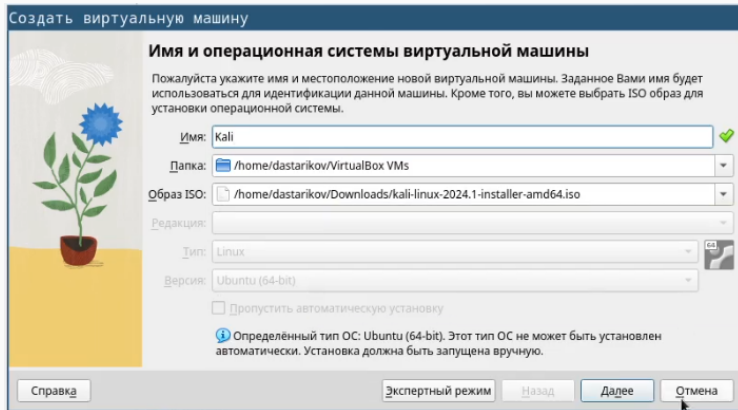 Создать виртуальную машину
Имя и операционная системы виртуальной машины
Пожалуйста укажите имя и местоположение новой виртуальной машины. Заданное Вами имя будет
использоваться для идентификации данной машины. Кроме того, вы можете выбрать ISO образ для
установки операционной системы.
Имя: Kali
Папка: /home/dastarikov/VirtualBox VMs
Образ ISO: /home/dastarikov/Downloads/kali-linux-2024.1-installer-amd64.iso
Редакция:
Тип: Linux
64
Версия: Ubuntu (64-bit)
Пропустить автоматическую установку
Определённый тип ОС: Ubuntu (64-bit). Этот тип ОС не может быть установлен
автоматически. Установка должна быть запущена вручную.
Справка Экспертный режим Назад Далее Отмена